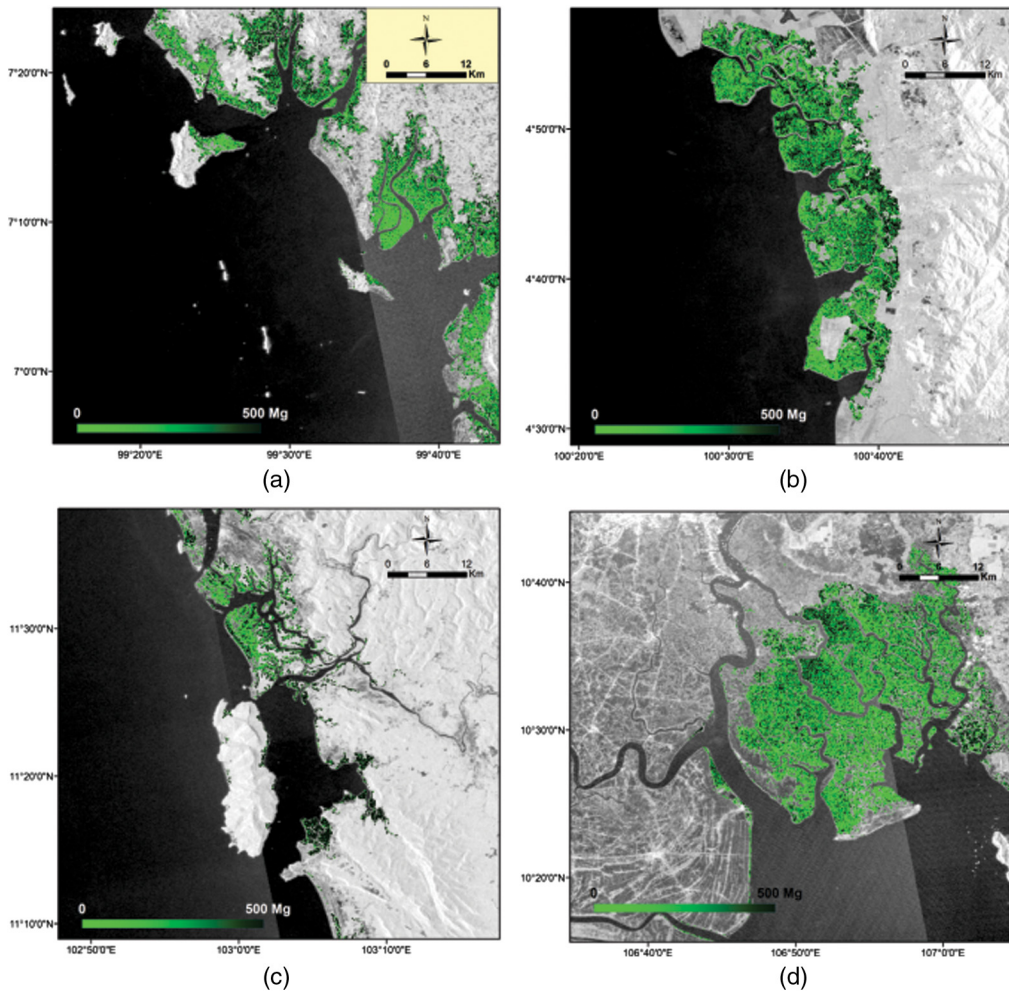 N
0 6 12
Km
7°20'0"N
7°10'0"N
7°0'0"N
0 500 Mg
99°20'0"E 99°30'0"E 99°40'0"E
(a)
N
0 6 12
Km
4°50'0"N
4°40'0"N
4°30'0"N
0 500 Mg
100°20'0"E 100°30'0"E 100°40'0"E
(b)
N
0 6 12
Km
11°30'0"N
11°20'0"N
11°10'0"N
0 500 Mg
102°50'0"E 103°0'0"E 103°10'0"E
(c)
N
12
Km
10°40'0"N
10°30'0"N
10°20'0"N
0 500 Mg
106°40'0"E 106°50'0"E 107°0'0"E
(d)